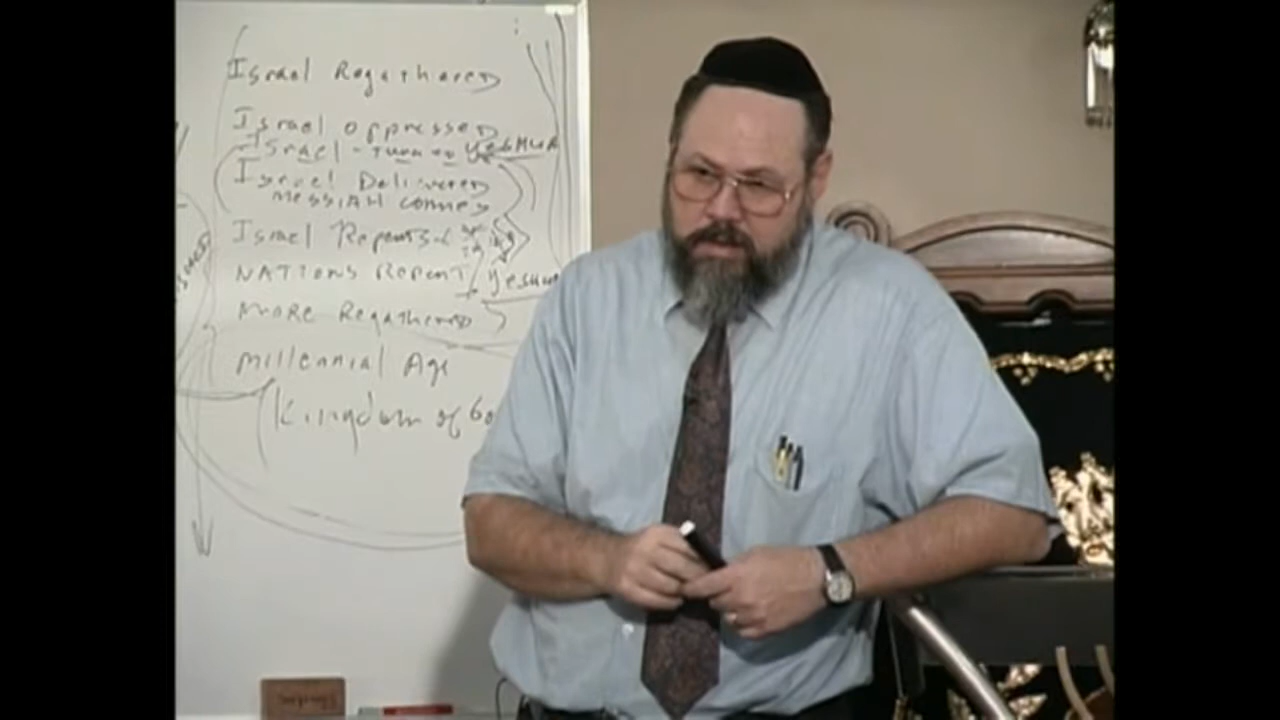 Israel Regathered
Israel oppressed
Israel - turn to YESHUA
Israel Delivered
MESSIAH comes
Israel Repents
NATIONS Repent
Yeshua
MORE Regathered
Millennial Age
Kingdom of Go